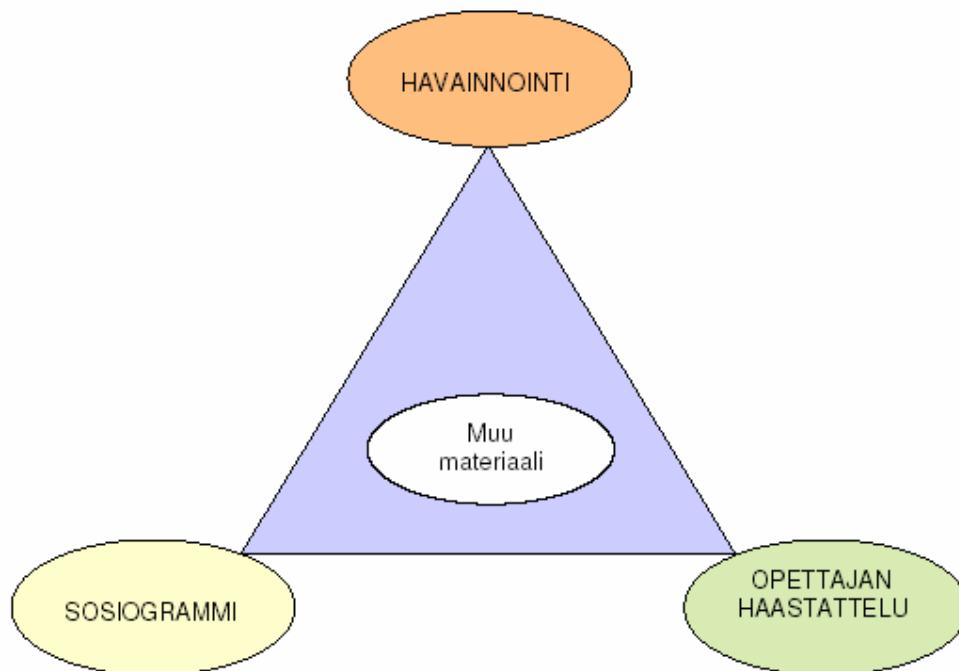 HAVAINNOINTI
Muu
materiaali
SOSIOGRAMMI
OPETTAJAN
HAASTATTELU